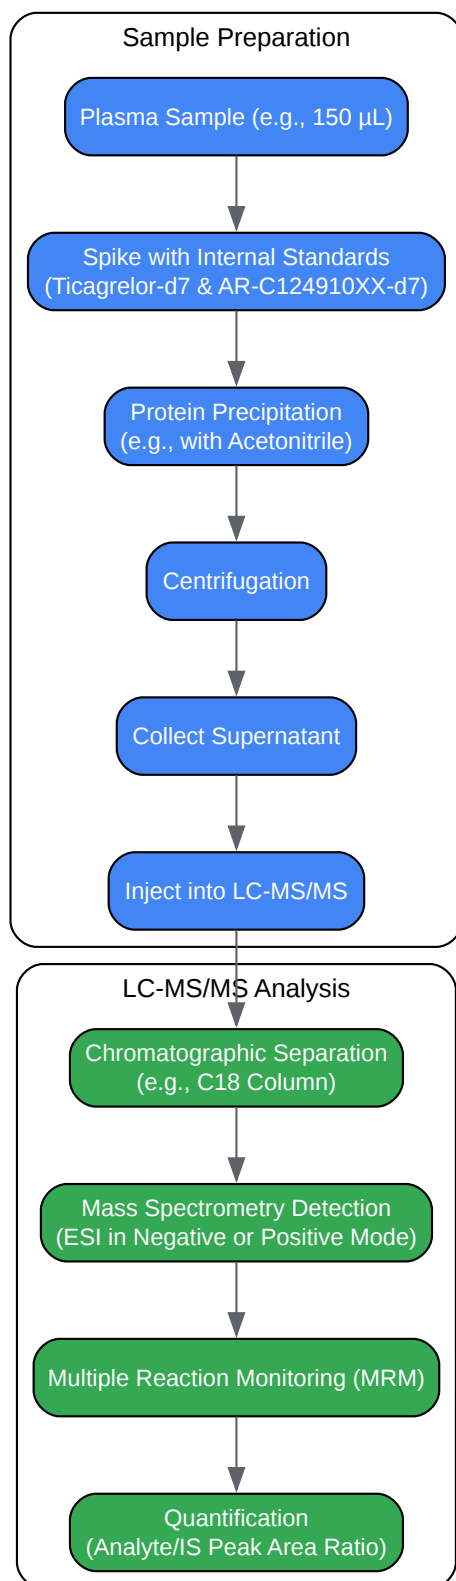 Sample Preparation
Plasma Sample (e.g., 150 µL)
Spike with Internal Standards
(Ticagrelor-d7 & AR-C124910XX-d7)
Protein Precipitation
(e.g., with Acetonitrile)
Centrifugation
Collect Supernatant
Inject into LC-MS/MS
LC-MS/MS Analysis
Chromatographic Separation
(e.g., C18 Column)
Mass Spectrometry Detection
(ESI in Negative or Positive Mode)
Multiple Reaction Monitoring (MRM)
Quantification
(Analyte/IS Peak Area Ratio)